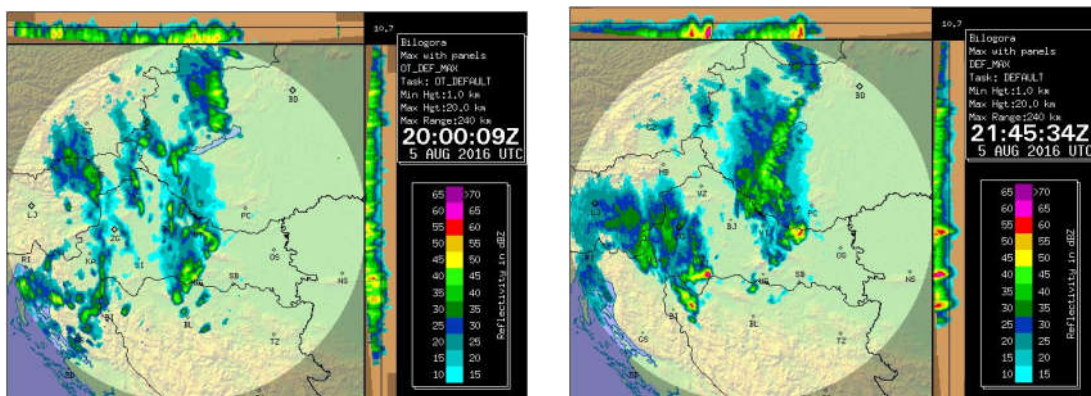 10.7
Bilogora
Max with panels
OT_DEF_MAX
Task: OT_DEFAULT
Min Hgt:1.0 km
Max Hgt:20.0 km
Max Range:240 km
20:00:09Z
5 AUG 2016 UTC
BD
LJ
ZG
PC
RI
KA
SI
OS
SB
NS
BL
TZ
65 >70
60 65
55 60
50 55
45 50
40 45
35 40
30 35
25 30
20 25
15 20
10 15
Reflectivity in dBZ
10.7
Bilogora
Max with panels
DEF_MAX
Task: DEFAULT
Min Hgt:1.0 km
Max Hgt:20.0 km
Max Range:240 km
21:45:34Z
5 AUG 2016 UTC
BD
MB
VZ
LJ
BJ
PC
OS
SB
NS
BL
GS
TZ
65 >70
60 65
55 60
50 55
45 50
40 45
35 40
30 35
25 30
20 25
15 20
10 15
Reflectivity in dBZ